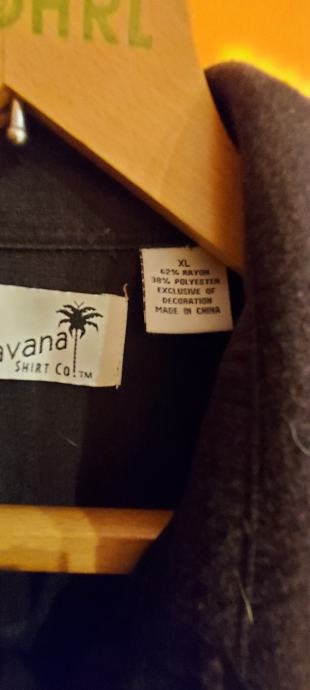 XL
62% RAYON
38% POLYESTER
EXCLUSIVE OF
DECORATION
MADE IN CHINA
avana
SHIRT Co.™